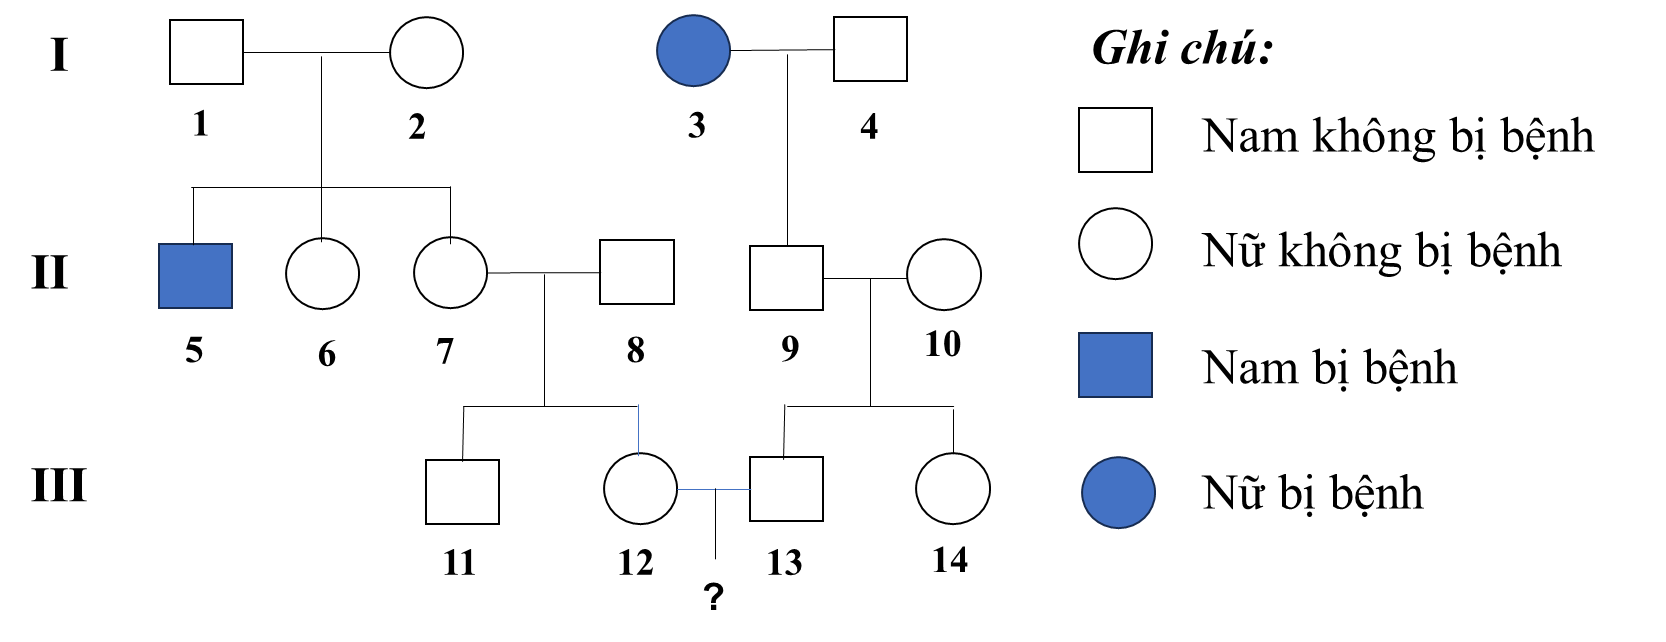 I
1
2
3
4
Ghi chú:
Nam không bị bệnh
Nữ không bị bệnh
Nam bị bệnh
Nữ bị bệnh
II
5
6
7
8
9
10
III
11
12
13
14
?